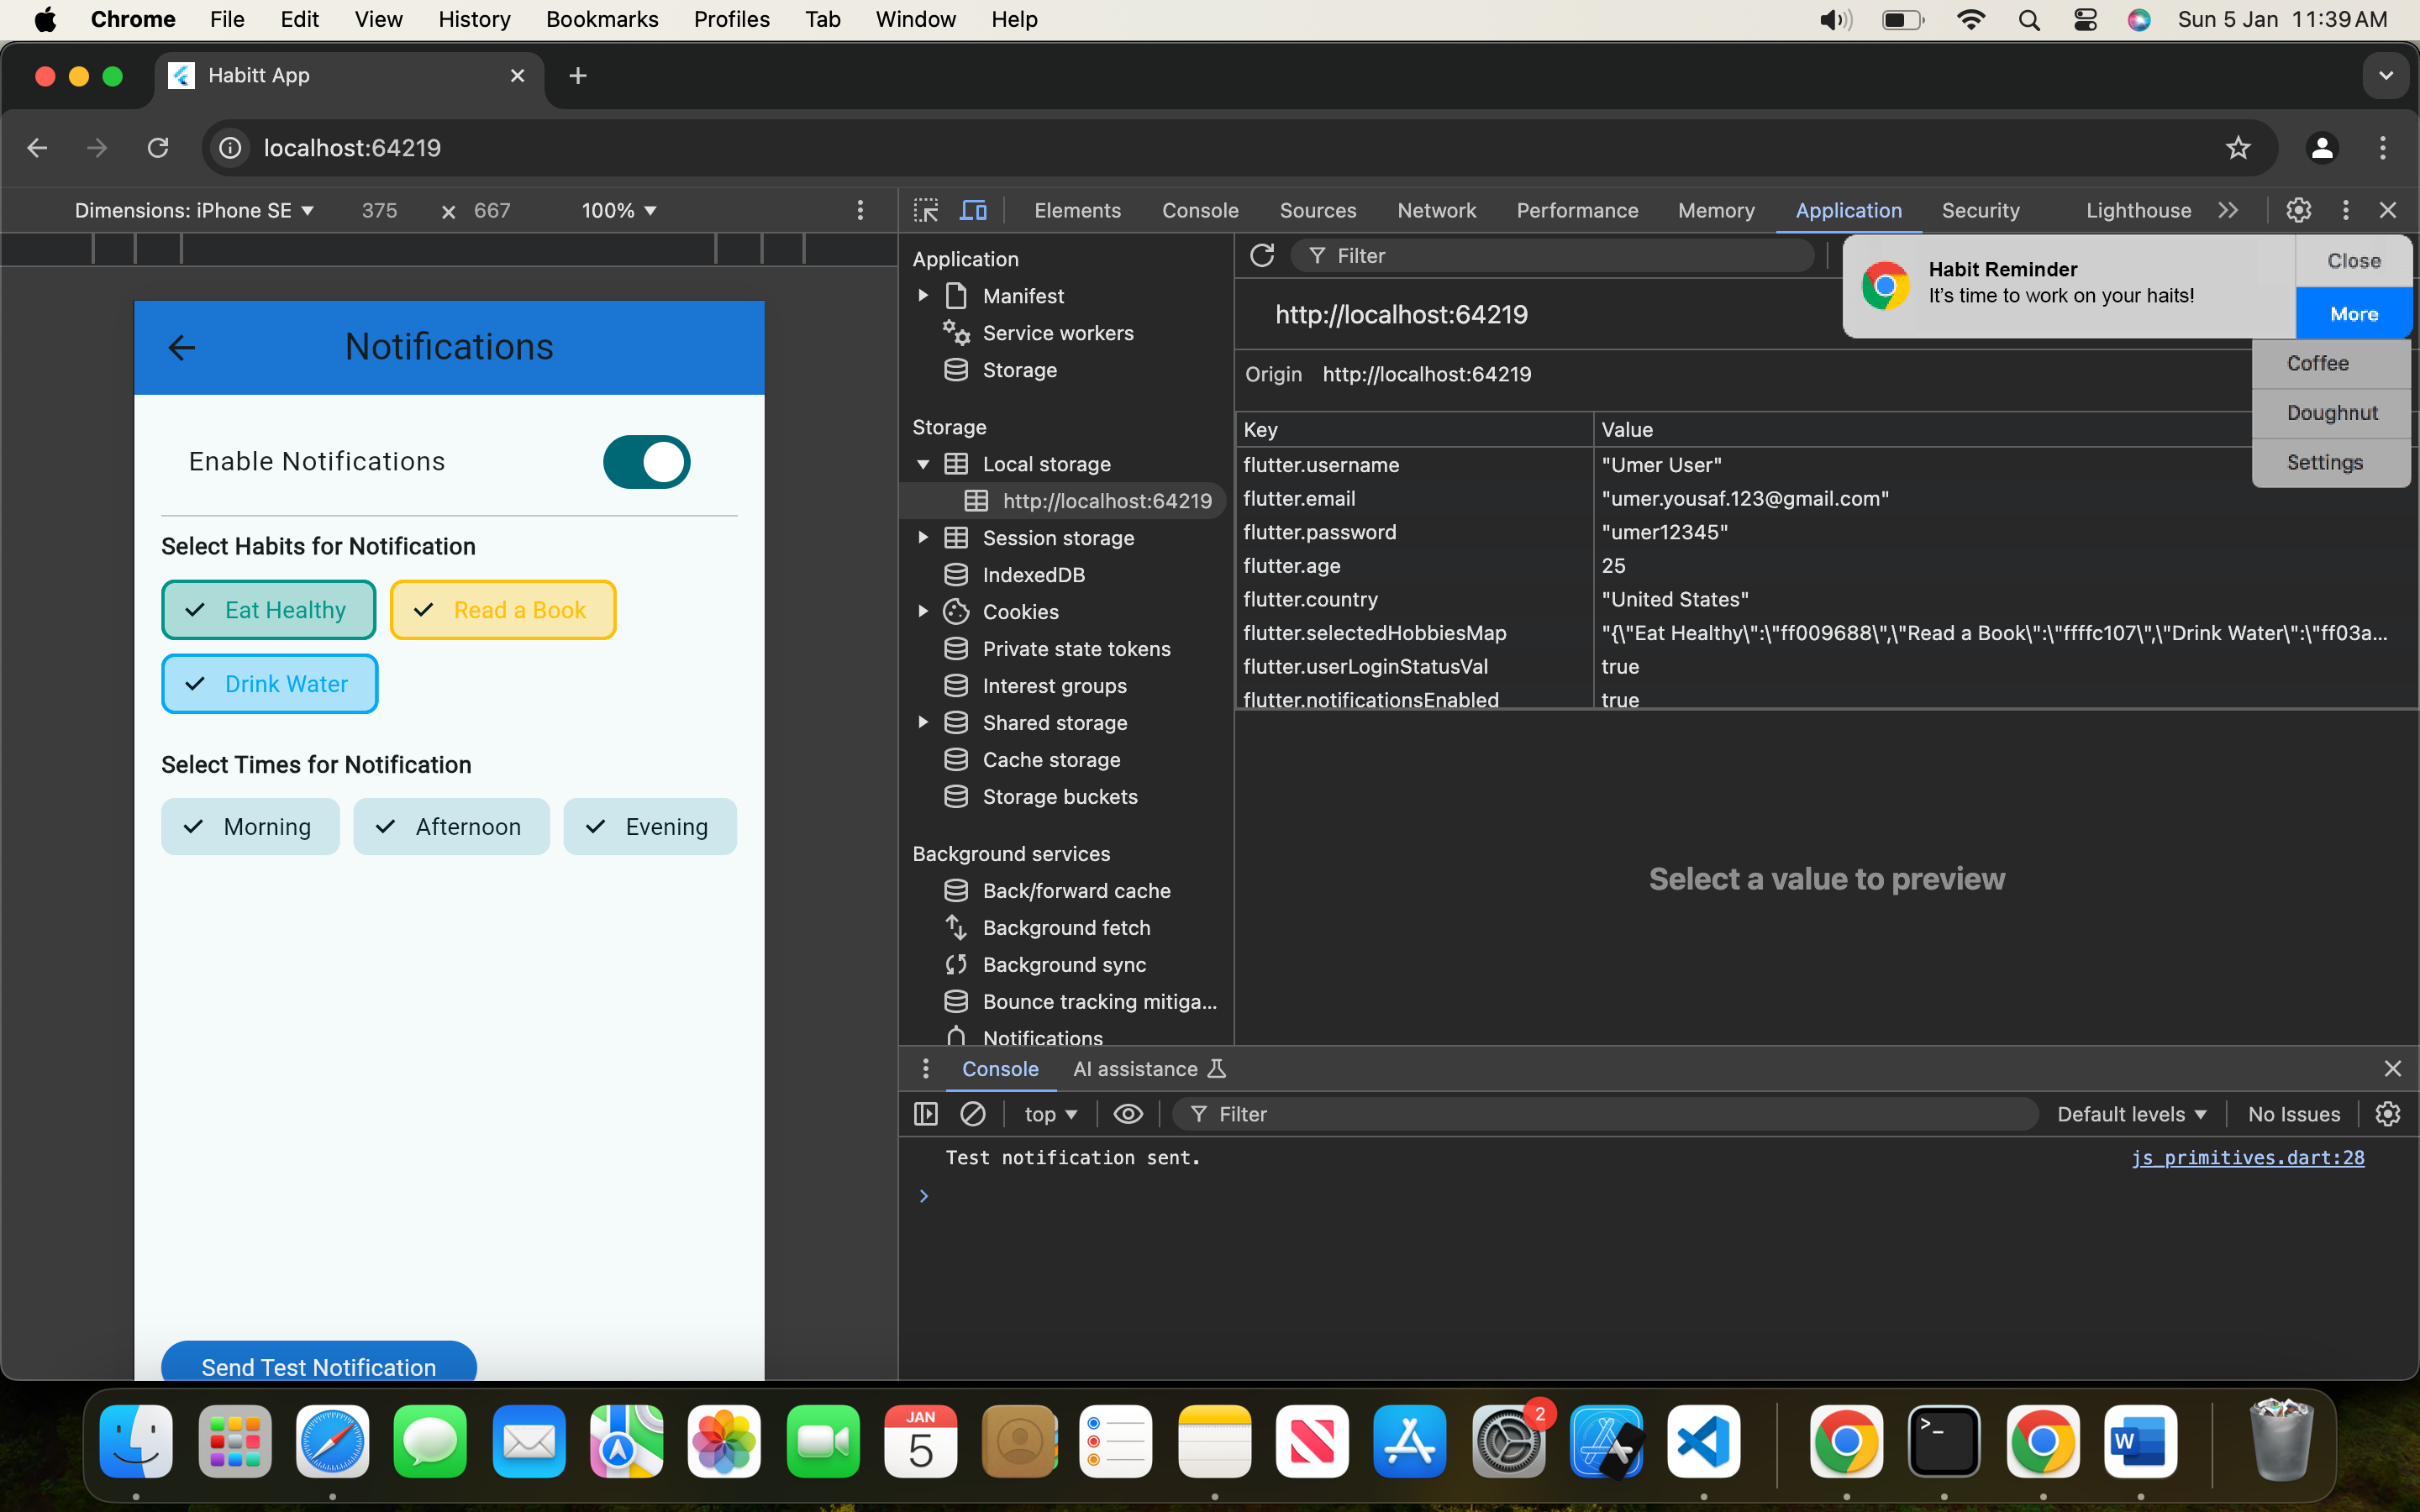 Chrome File Edit View History Bookmarks Profiles Tab Window Help Sun 5 Jan 11:39 AM
Habitt App
localhost:64219
Dimensions: iPhone SE 375 x 667 100%
Elements Console Sources Network Performance Memory Application Security Lighthouse
Notifications
Enable Notifications
Select Habits for Notification
Eat Healthy Read a Book
Drink Water
Select Times for Notification
Morning Afternoon Evening
Send Test Notification
Application
Manifest
Service workers
Storage
Storage
Local storage
http://localhost:64219
Session storage
IndexedDB
Cookies
Private state tokens
Interest groups
Shared storage
Cache storage
Storage buckets
Background services
Back/forward cache
Background fetch
Background sync
Bounce tracking mitiga...
Notifications
Filter
http://localhost:64219
Origin http://localhost:64219
Key Value
flutter.username "Umer User"
flutter.email "umer.yousaf.123@gmail.com"
flutter.password "umer12345"
flutter.age 25
flutter.country "United States"
flutter.selectedHobbiesMap "{\"Eat Healthy\":\"ff009688\",\"Read a Book\":\"ffffc107\",\"Drink Water\":\"ff03a...
flutter.userLoginStatusVal true
flutter.notificationsEnabled true
Select a value to preview
Habit Reminder
It's time to work on your haits!
Close
More
Coffee
Doughnut
Settings
Console AI assistance
top Filter Default levels No Issues
Test notification sent. js_primitives.dart:28
JAN
5
2
>_
W